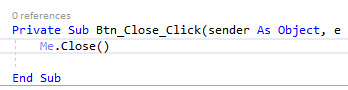 0 references
Private Sub Btn_Close_Click(sender As Object, e
Me.Close()
End Sub